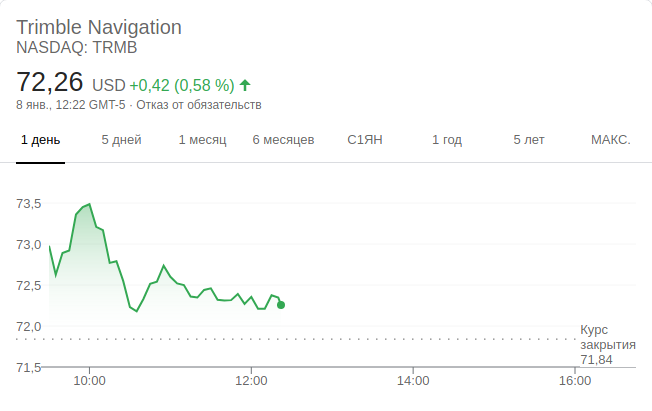 Trimble Navigation
NASDAQ: TRMB
72,26 USD +0,42 (0,58 %)
8 янв., 12:22 GMT-5 · Отказ от обязательств
1 день 5 дней 1 месяц 6 месяцев С1ЯН 1 год 5 лет МАКС.
73,5
73,0
72,5
72,0
Курс
закрытия
71,84
71,5
10:00 12:00 14:00 16:00